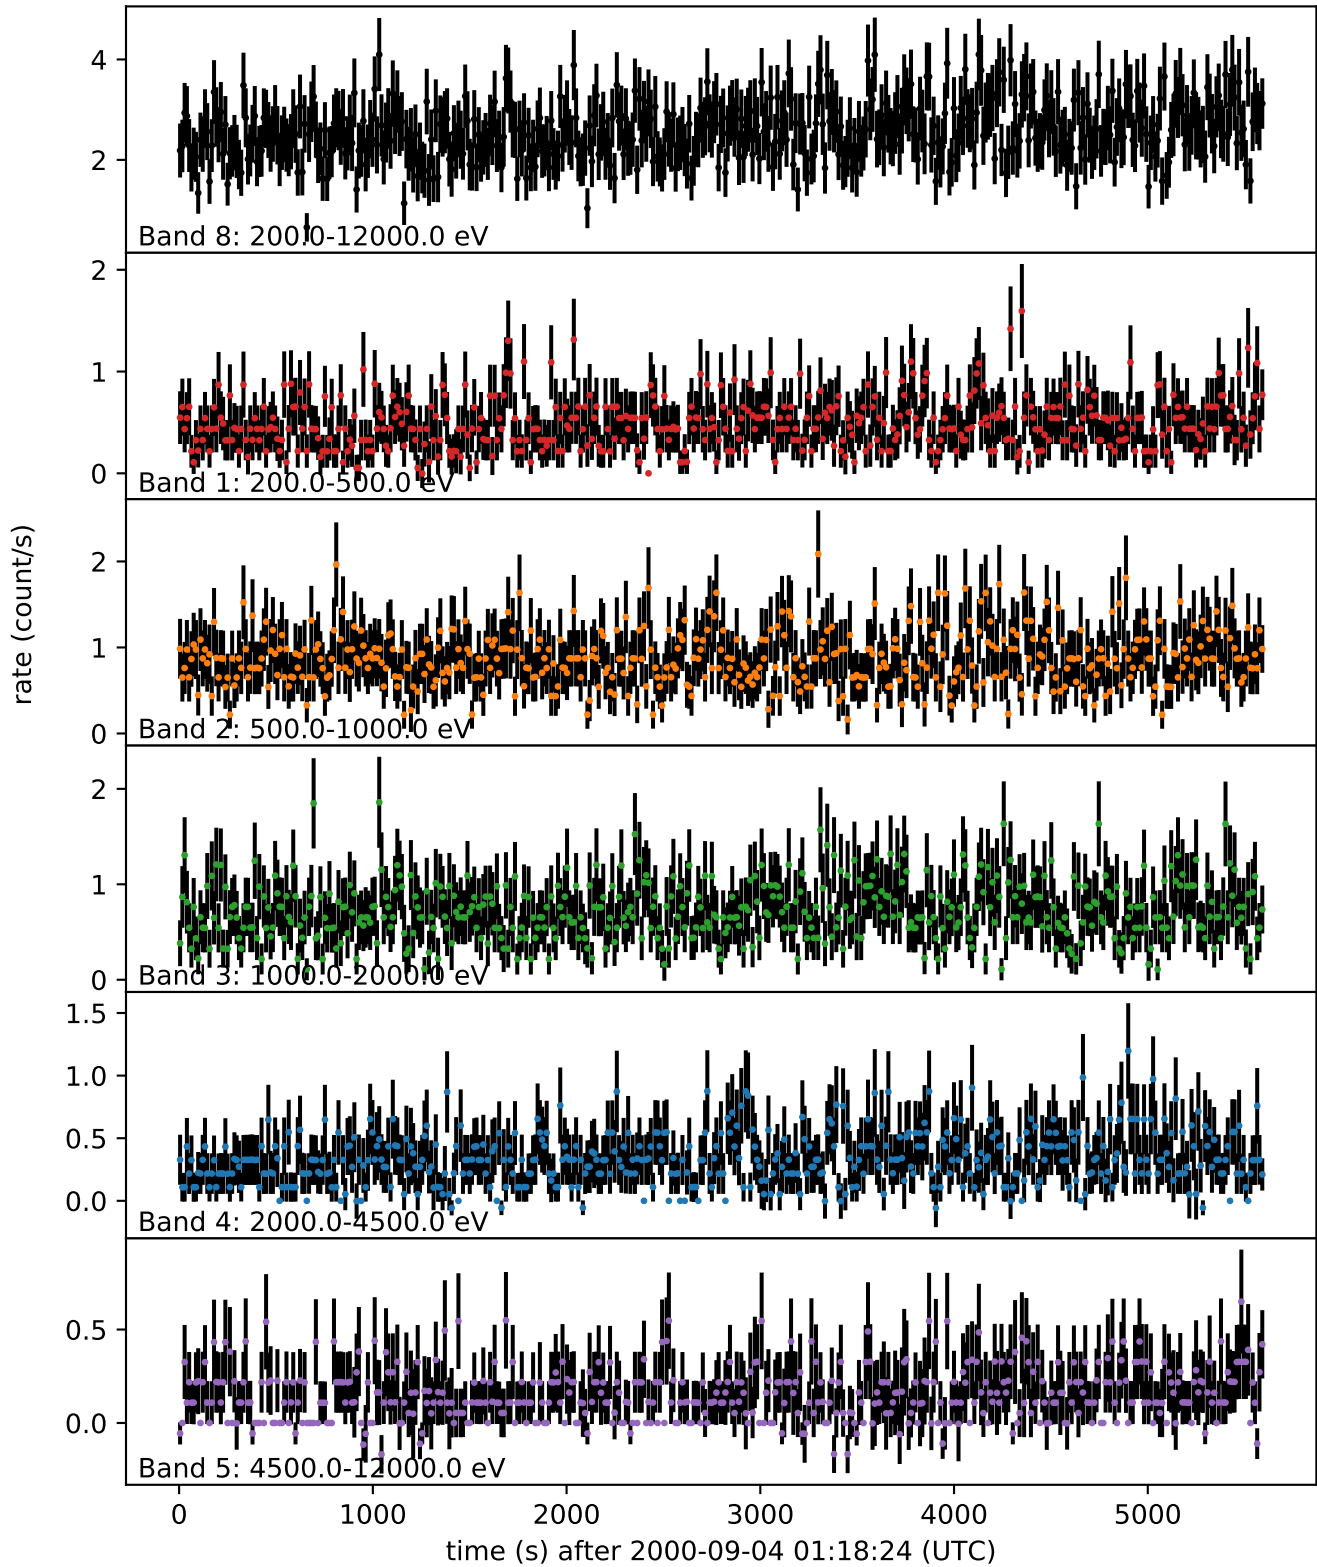 4
2
Band 8: 200.0-12000.0 eV
2
1
0
Band 1: 200.0-500.0 eV
2
1
0
Band 2: 500.0-1000.0 eV
rate (count/s)
2
1
0
Band 3: 1000.0-2000.0 eV
1.5
1.0
0.5
0.0
Band 4: 2000.0-4500.0 eV
0.5
0.0
Band 5: 4500.0-12000.0 eV
0 1000 2000 3000 4000 5000
time (s) after 2000-09-04 01:18:24 (UTC)